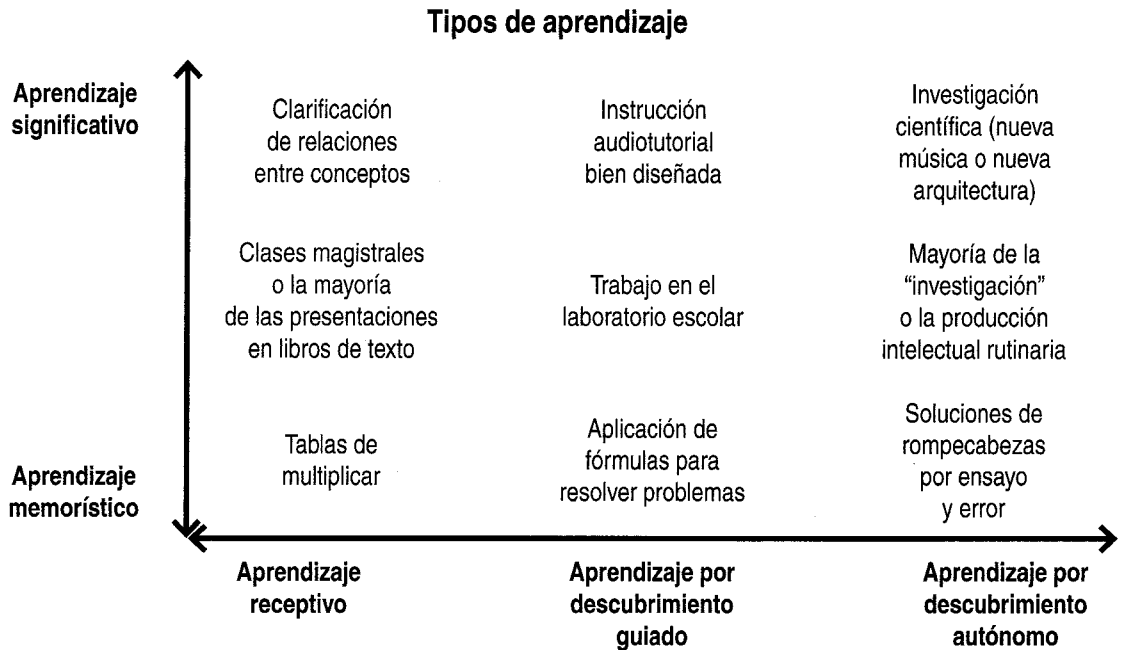 Tipos de aprendizaje
Aprendizaje
significativo
Clarificación
de relaciones
entre conceptos
Instrucción
audiotutorial
bien diseñada
Investigación
científica (nueva
música o nueva
arquitectura)
Clases magistrales
o la mayoría
de las presentaciones
en libros de texto
Trabajo en el
laboratorio escolar
Mayoría de la
“investigación”
o la producción
intelectual rutinaria
Aprendizaje
memorístico
Tablas de
multiplicar
Aplicación de
fórmulas para
resolver problemas
Soluciones de
rompecabezas
por ensayo
y error
Aprendizaje
receptivo
Aprendizaje por
descubrimiento
guiado
Aprendizaje por
descubrimiento
autónomo